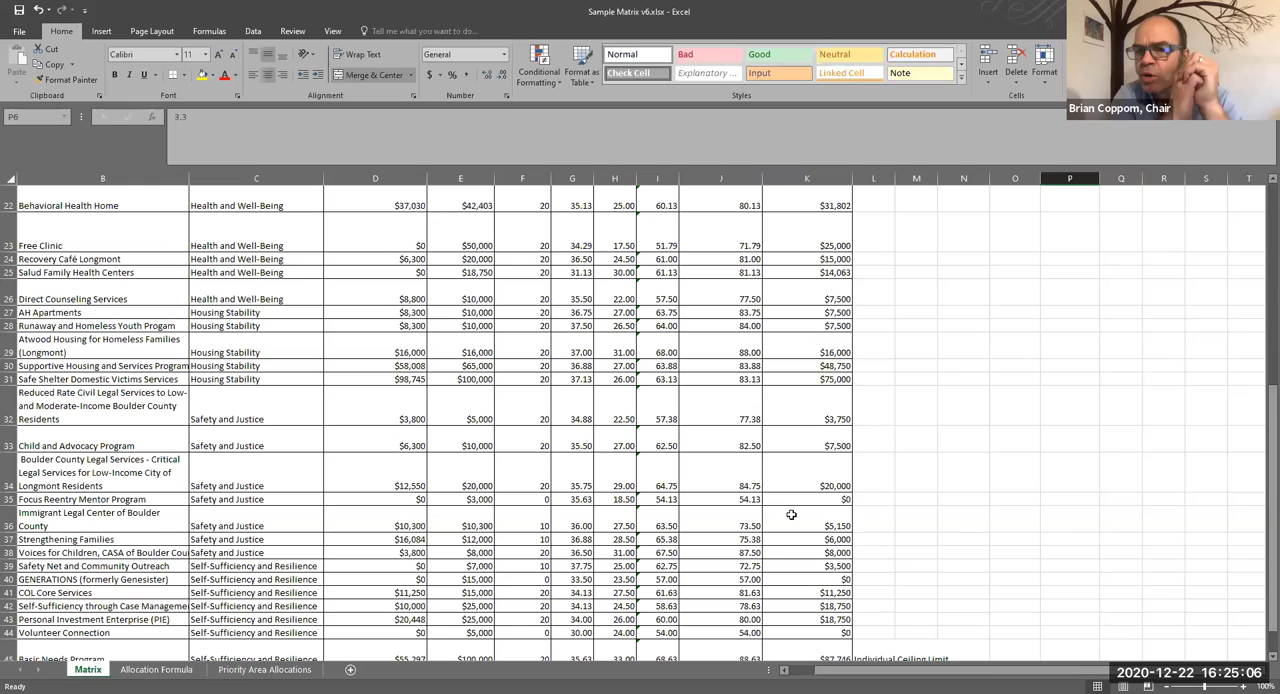 Sample Matrix v6.xlsx - Excel
File Home Insert Page Layout Formulas Data Review View Tell me what you want to do...
Cut
Copy
Paste
Format Painter
Calibri 11
B I U
Wrap Text
Merge & Center
General
$ % ,
Conditional Formatting
Format as Table
Normal Bad Good Neutral Calculation
Check Cell Explanatory ... Input Linked Cell Note
Insert Delete Format
Clipboard Font Alignment Number Styles Cells
Brian Coppom, Chair
P6 fx 3.3
B C D E F G H I J K L M N O P Q R S T
22 Behavioral Health Home Health and Well-Being $37,030 $42,403 20 35.13 25.00 60.13 80.13 $31,802
23 Free Clinic Health and Well-Being $0 $50,000 20 34.29 17.50 51.79 71.79 $25,000
24 Recovery Café Longmont Health and Well-Being $6,300 $20,000 20 36.50 24.50 61.00 81.00 $15,000
25 Salud Family Health Centers Health and Well-Being $0 $18,750 20 31.13 30.00 61.13 81.13 $14,063
26 Direct Counseling Services Health and Well-Being $8,800 $10,000 20 35.50 22.00 57.50 77.50 $7,500
27 AH Apartments Housing Stability $8,300 $10,000 20 36.75 27.00 63.75 83.75 $7,500
28 Runaway and Homeless Youth Progam Housing Stability $8,300 $10,000 20 37.50 26.50 64.00 84.00 $7,500
Atwood Housing for Homeless Families
29 (Longmont) Housing Stability $16,000 $16,000 20 37.00 31.00 68.00 88.00 $16,000
30 Supportive Housing and Services Program Housing Stability $58,008 $65,000 20 36.88 27.00 63.88 83.88 $48,750
31 Safe Shelter Domestic Victims Services Housing Stability $98,745 $100,000 20 37.13 26.00 63.13 83.13 $75,000
Reduced Rate Civil Legal Services to Low-
and Moderate-Income Boulder County
32 Residents Safety and Justice $3,800 $5,000 20 34.88 22.50 57.38 77.38 $3,750
33 Child and Advocacy Program Safety and Justice $6,300 $10,000 20 35.50 27.00 62.50 82.50 $7,500
Boulder County Legal Services - Critical
Legal Services for Low-Income City of
34 Longmont Residents Safety and Justice $12,550 $20,000 20 35.75 29.00 64.75 84.75 $20,000
35 Focus Reentry Mentor Program Safety and Justice $0 $3,000 0 35.63 18.50 54.13 54.13 $0
Immigrant Legal Center of Boulder
36 County Safety and Justice $10,300 $10,300 10 36.00 27.50 63.50 73.50 $5,150
37 Strengthening Families Safety and Justice $16,084 $12,000 10 36.88 28.50 65.38 75.38 $6,000
38 Voices for Children, CASA of Boulder Cou Safety and Justice $3,800 $8,000 20 36.50 31.00 67.50 87.50 $8,000
39 Safety Net and Community Outreach Self-Sufficiency and Resilience $0 $7,000 10 37.75 25.00 62.75 72.75 $3,500
40 GENERATIONS (formerly Genesister) Self-Sufficiency and Resilience $0 $15,000 0 33.50 23.50 57.00 57.00 $0
41 COL Core Services Self-Sufficiency and Resilience $11,250 $15,000 20 34.13 27.50 61.63 81.63 $11,250
42 Self-Sufficiency through Case Manageme Self-Sufficiency and Resilience $10,000 $25,000 20 34.13 24.50 58.63 78.63 $18,750
43 Personal Investment Enterprise (PIE) Self-Sufficiency and Resilience $20,448 $25,000 20 34.00 26.00 60.00 80.00 $18,750
44 Volunteer Connection Self-Sufficiency and Resilience $0 $5,000 0 30.00 24.00 54.00 54.00 $0
45 Basic Needs Program Self-Sufficiency and Resilience $55,297 $100,000 20 35.63 33.00 68.63 88.63 $87,746 Individual Ceiling Limit
Matrix Allocation Formula Priority Area Allocations
2020-12-22 16:25:06
Ready 100%